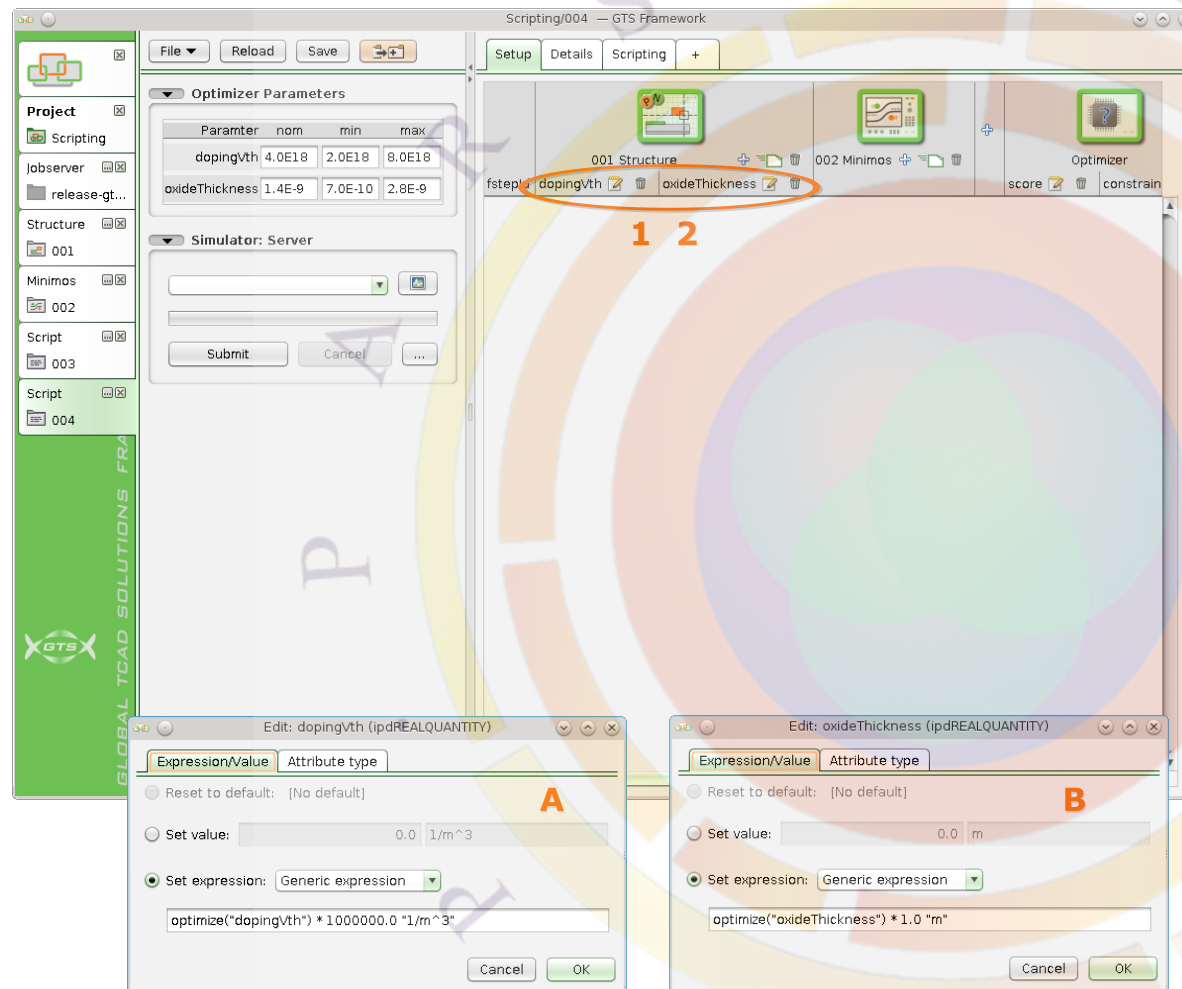 Scripting/004 — GTS Framework
File Reload Save
Setup Details Scripting +
Project
Scripting
Jobserver
release-gt...
Structure
001
Minimos
002
Script
003
Script
004
GLOBAL TCAD SOLUTIONS FRA
GTS
Optimizer Parameters
Paramter nom min max
dopingVth 4.0E18 2.0E18 8.0E18
oxideThickness 1.4E-9 7.0E-10 2.8E-9
Simulator: Server
Submit Cancel ...
PN
?
001 Structure 002 Minimos Optimizer
fstepId dopingVth oxideThickness score constrain
1 2
P A R S
P
Edit: dopingVth (ipdREALQUANTITY)
Expression/Value Attribute type
Reset to default: [No default]
A
Set value: 0.0 1/m^3
Set expression: Generic expression
optimize("dopingVth") * 1000000.0 "1/m^3"
Cancel OK
Edit: oxideThickness (ipdREALQUANTITY)
Expression/Value Attribute type
Reset to default: [No default]
B
Set value: 0.0 m
Set expression: Generic expression
optimize("oxideThickness") * 1.0 "m"
Cancel OK